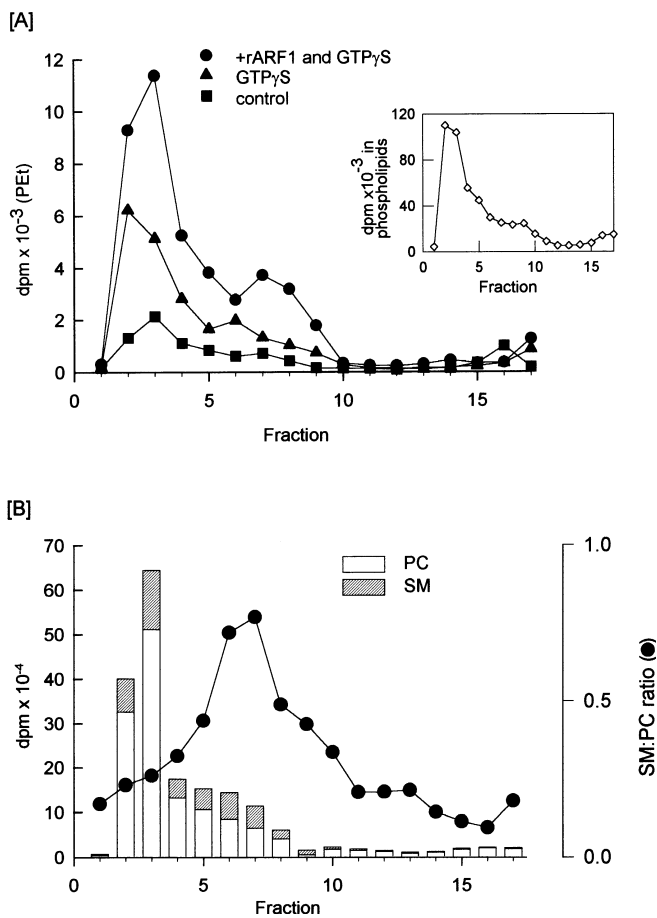 [A]
+rARF1 and GTPγS
GTPγS
control
12
10
8
6
4
2
0
dpm x 10⁻³ (PEt)
0
5
10
15
Fraction
120
80
40
0
dpm x10⁻³ in
phospholipids
0
5
10
15
Fraction
[B]
PC
SM
70
60
50
40
30
20
10
0
dpm x 10⁻⁴
0
5
10
15
Fraction
1.0
0.5
0.0
SM:PC ratio (●)